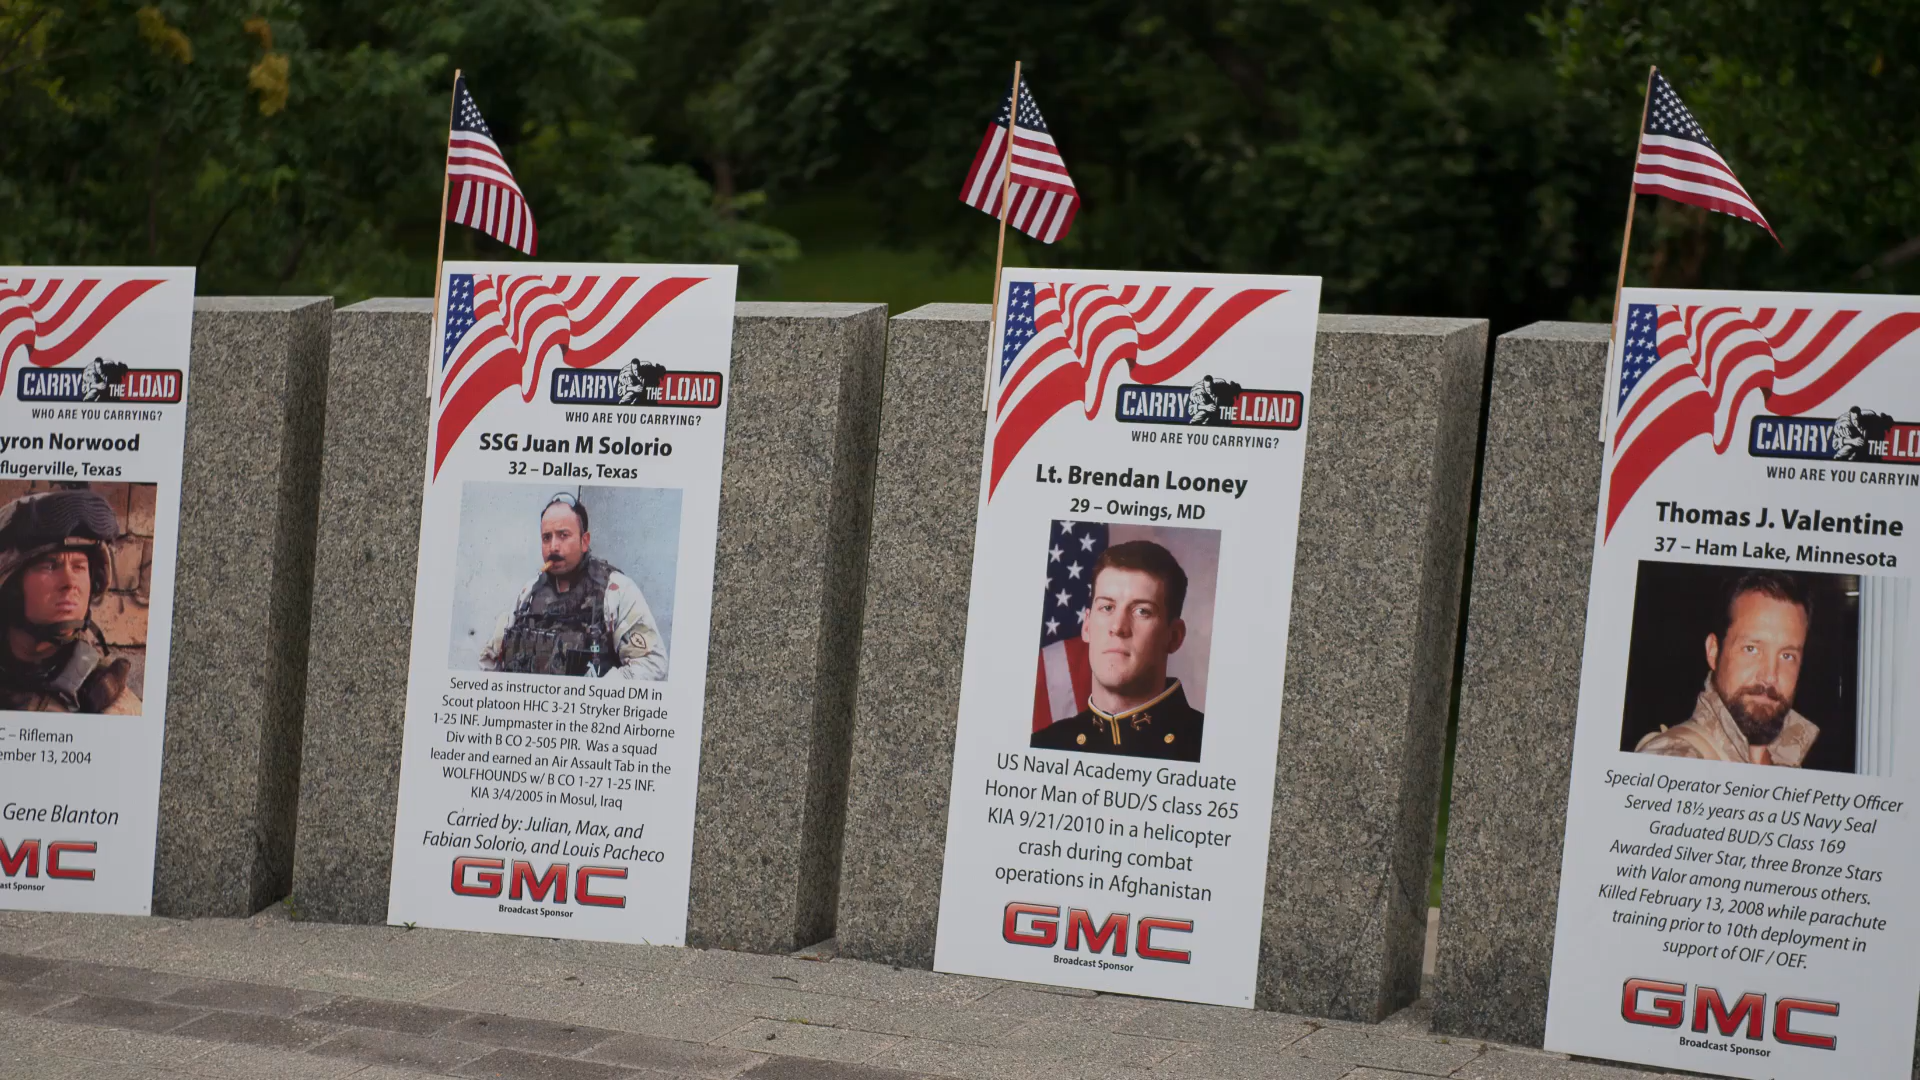 CARRY THE LOAD
WHO ARE YOU CARRYING?
yron Norwood
flugerville, Texas
C – Rifleman
ember 13, 2004
Gene Blanton
MC
ast Sponsor
CARRY THE LOAD
WHO ARE YOU CARRYING?
SSG Juan M Solorio
32 – Dallas, Texas
Served as instructor and Squad DM in
Scout platoon HHC 3-21 Stryker Brigade
1-25 INF. Jumpmaster in the 82nd Airborne
Div with B CO 2-505 PIR. Was a squad
leader and earned an Air Assault Tab in the
WOLFHOUNDS w/ B CO 1-27 1-25 INF.
KIA 3/4/2005 in Mosul, Iraq
Carried by: Julian, Max, and
Fabian Solorio, and Louis Pacheco
GMC
Broadcast Sponsor
CARRY THE LOAD
WHO ARE YOU CARRYING?
Lt. Brendan Looney
29 – Owings, MD
US Naval Academy Graduate
Honor Man of BUD/S class 265
KIA 9/21/2010 in a helicopter
crash during combat
operations in Afghanistan
GMC
Broadcast Sponsor
CARRY THE LO
WHO ARE YOU CARRYIN
Thomas J. Valentine
37 – Ham Lake, Minnesota
Special Operator Senior Chief Petty Officer
Served 18½ years as a US Navy Seal
Graduated BUD/S Class 169
Awarded Silver Star, three Bronze Stars
with Valor among numerous others.
Killed February 13, 2008 while parachute
training prior to 10th deployment in
support of OIF / OEF.
GMC
Broadcast Sponsor